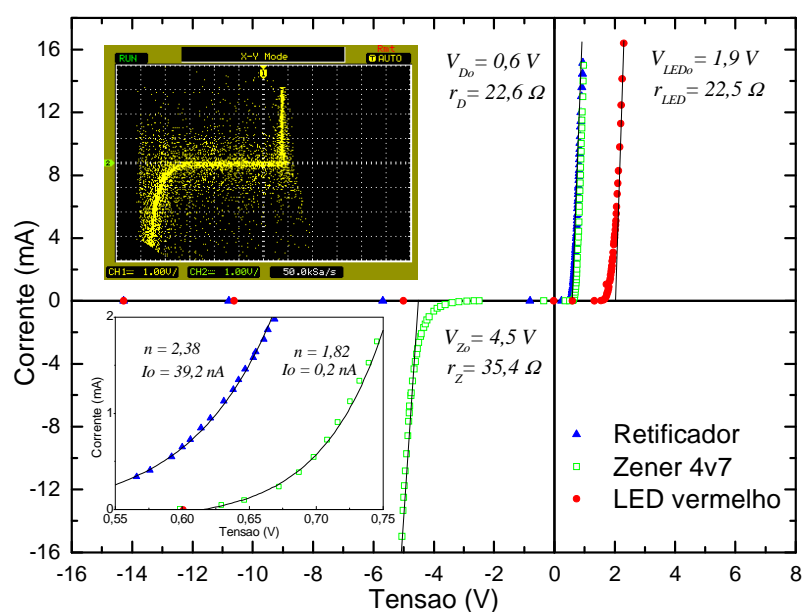 16
12
8
4
0
-4
-8
-12
-16
Corrente (mA)
-16 -14 -12 -10 -8 -6 -4 -2 0 2 4 6 8
Tensao (V)
RUN X-Y Mode AUTO
T
2
CH1= 1.00V/ CH2= 1.00V/ 50.0kSa/s
V_Do = 0,6 V
r_D = 22,6 Ω
V_LEDo = 1,9 V
r_LED = 22,5 Ω
V_Zo = 4,5 V
r_Z = 35,4 Ω
2
1
0
Corrente (mA)
n = 2,38
Io = 39,2 nA
n = 1,82
Io = 0,2 nA
0,55 0,60 0,65 0,70 0,75
Tensao (V)
Retificador
Zener 4v7
LED vermelho